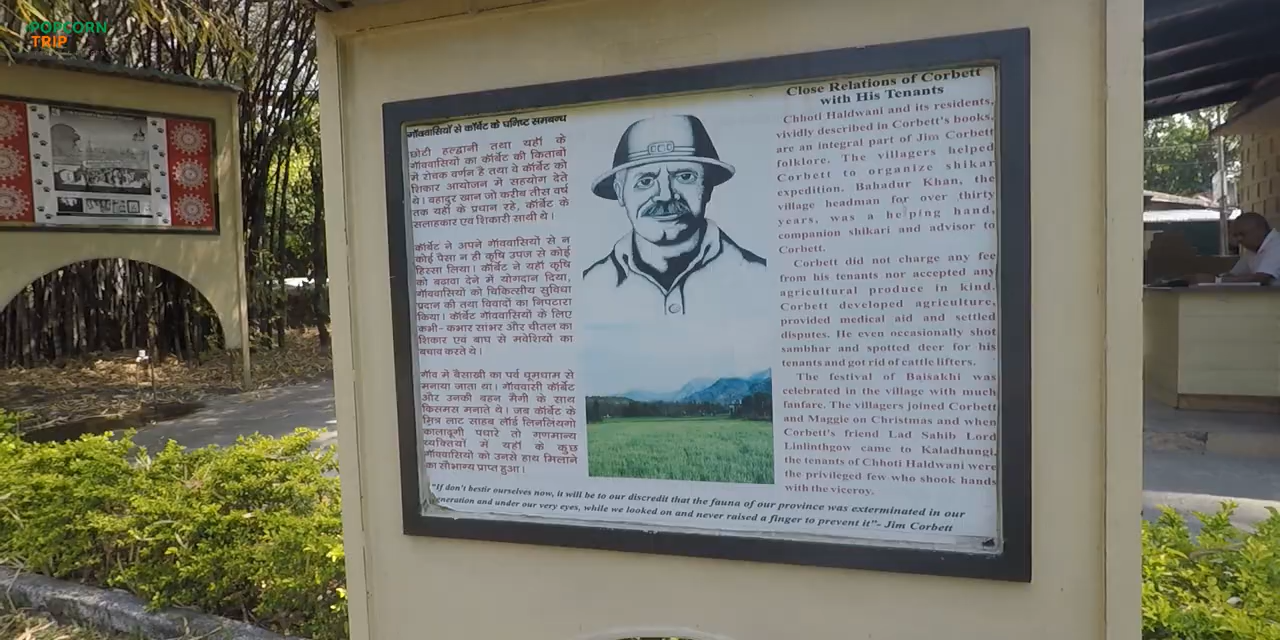 POPCORN
TRIP
गाँववासियों से कॉर्बेट के घनिष्ट समबन्ध
छोटी हल्द्वानी तथा यहाँ के
गाँववासियों का कॉर्बेट की किताबों
में रोचक वर्णन है तथा ये कॉर्बेट को
शिकार आयोजन में सहयोग देते
थे। बहादुर खान जो करीब तीस वर्ष
तक यहाँ के प्रधान रहे, कॉर्बेट के
सलाहकार एवं शिकारी साथी थे।
कॉर्बेट ने अपने गाँववासियों से न
कोई पैसा न ही कृषि उपज से कोई
हिस्सा लिया। कॉर्बेट ने यहाँ कृषि
को बढ़ावा देने में योगदान दिया,
गाँववासियों को चिकित्सीय सुविधा
प्रदान की तथा विवादों का निपटारा
किया। कॉर्बेट गाँववासियों के लिए
कभी-कभार सांभर और चीतल का
शिकार एवं बाघ से मवेशियों का
बचाव करते थे।
गाँव में बैसाखी का पर्व धूमधाम से
मनाया जाता था। गाँववासी कॉर्बेट
और उनकी बहन मैगी के साथ
क्रिसमस मनाते थे। जब कॉर्बेट के
मित्र लाट साहब लॉर्ड लिनलिथगो
कालाढूंगी पधारे तो गणमान्य
व्यक्तियों में यहाँ के कुछ
गाँववासियों को उनसे हाथ मिलाने
का सौभाग्य प्राप्त हुआ।
Close Relations of Corbett
with His Tenants
Chhoti Haldwani and its residents,
vividly described in Corbett's books,
are an integral part of Jim Corbett
folklore. The villagers helped
Corbett to organize shikar
expedition. Bahadur Khan, the
village headman for over thirty
years, was a helping hand,
companion shikari and advisor to
Corbett.
Corbett did not charge any fee
from his tenants nor accepted any
agricultural produce in kind.
Corbett developed agriculture,
provided medical aid and settled
disputes. He even occasionally shot
sambhar and spotted deer for his
tenants and got rid of cattle lifters.
The festival of Baisakhi was
celebrated in the village with much
fanfare. The villagers joined Corbett
and Maggie on Christmas and when
Corbett's friend Lad Sahib Lord
Linlinthgow came to Kaladhungi,
the tenants of Chhoti Haldwani were
the privileged few who shook hands
with the viceroy.
"If don't bestir ourselves now, it will be to our discredit that the fauna of our province was exterminated in our
generation and under our very eyes, while we looked on and never raised a finger to prevent it"- Jim Corbett